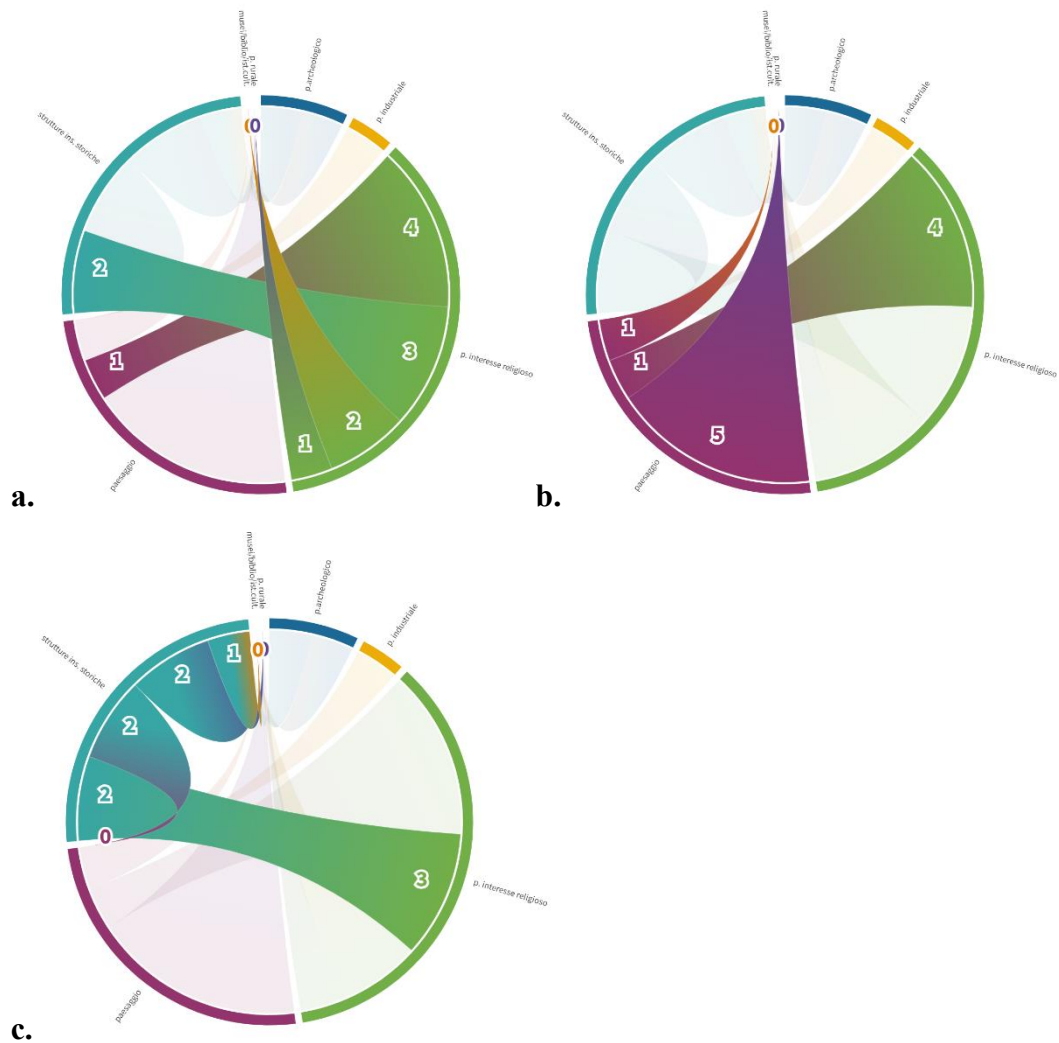 musei/biblio/ist.cult.
p. rurale
p.archeologico
p. industriale
strutture ins. storiche
0
0
4
2
3
1
p. interesse religioso
2
1
paesaggio
a.
musei/biblio/ist.cult.
p. rurale
p.archeologico
p. industriale
strutture ins. storiche
0
0
4
1
1
p. interesse religioso
5
paesaggio
b.
musei/biblio/ist.cult.
p. rurale
p.archeologico
p. industriale
strutture ins. storiche
1
0
0
2
2
2
0
3
p. interesse religioso
paesaggio
c.